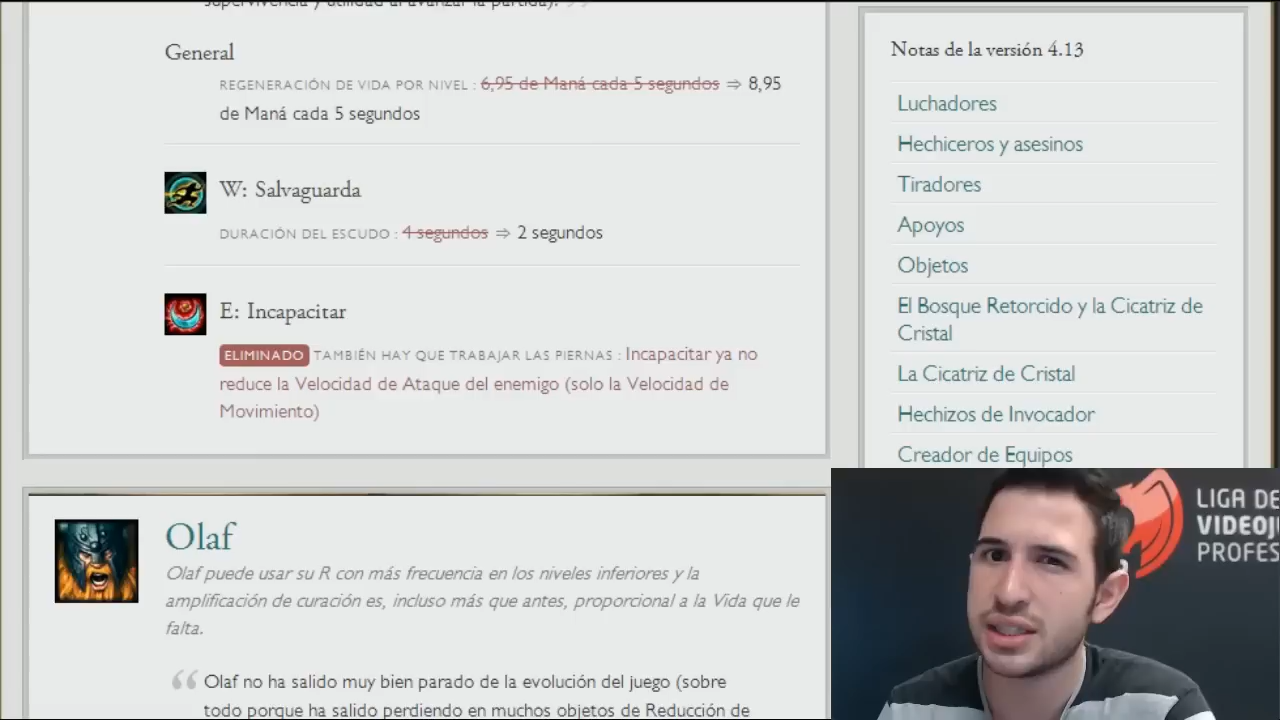 supervivencia y utilidad al avanzar la partida).
General
REGENERACIÓN DE VIDA POR NIVEL : 6,95 de Maná cada 5 segundos ⇒ 8,95
de Maná cada 5 segundos
W: Salvaguarda
DURACIÓN DEL ESCUDO : 4 segundos ⇒ 2 segundos
E: Incapacitar
ELIMINADO TAMBIÉN HAY QUE TRABAJAR LAS PIERNAS : Incapacitar ya no
reduce la Velocidad de Ataque del enemigo (solo la Velocidad de
Movimiento)
Olaf
Olaf puede usar su R con más frecuencia en los niveles inferiores y la
amplificación de curación es, incluso más que antes, proporcional a la Vida que le
falta.
“ Olaf no ha salido muy bien parado de la evolución del juego (sobre
todo porque ha salido perdiendo en muchos objetos de Reducción de
Notas de la versión 4.13
Luchadores
Hechiceros y asesinos
Tiradores
Apoyos
Objetos
El Bosque Retorcido y la Cicatriz de
Cristal
La Cicatriz de Cristal
Hechizos de Invocador
Creador de Equipos
LIGA DE
VIDEOJ
PROFES